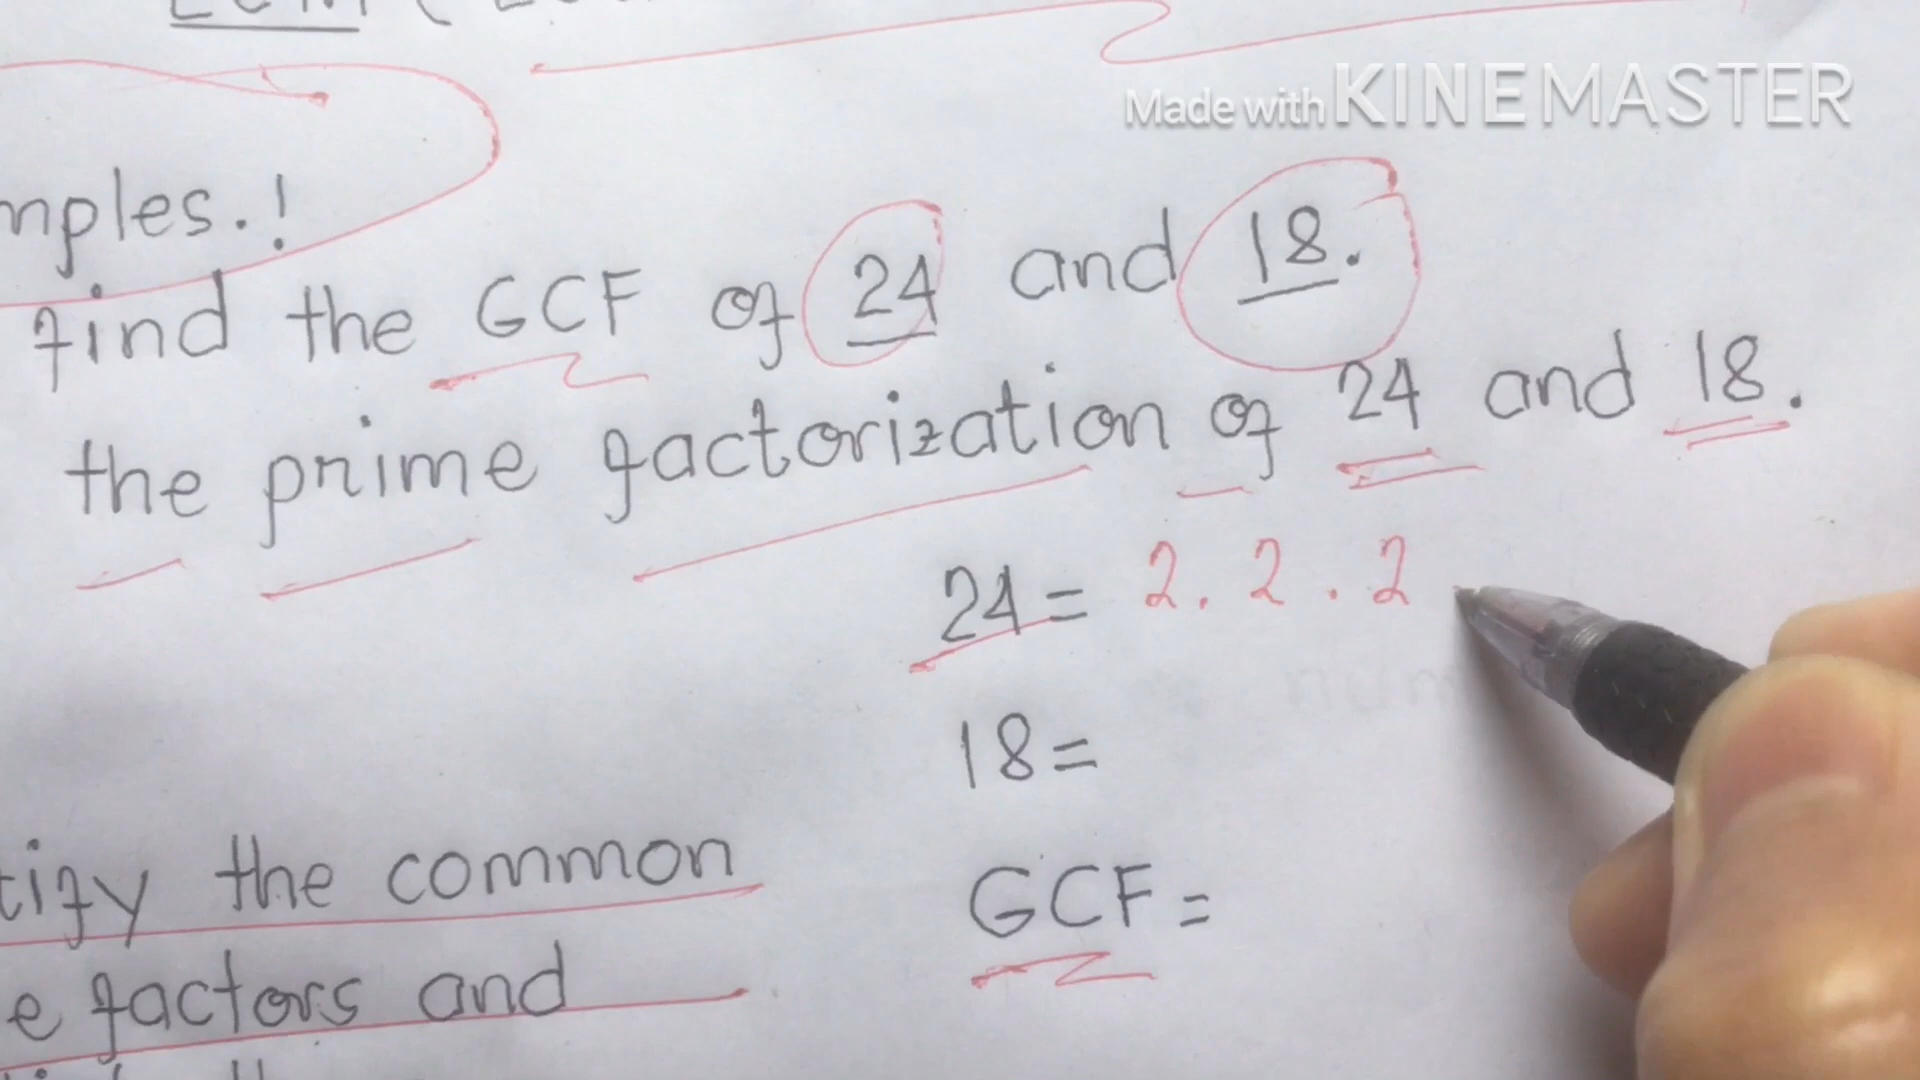 LCM (
Made with KINEMASTER
mples.!
find the GCF of 24 and 18.
the prime factorization of 24 and 18.
24 = 2 . 2 . 2
18 =
tify the common
GCF =
e factors and